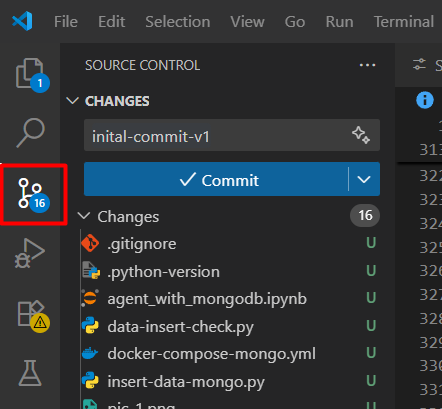 File Edit Selection View Go Run Terminal
SOURCE CONTROL
1
CHANGES
inital-commit-v1
313
Commit
322
16
Changes 16
.gitignore U
.python-version U
agent_with_mongodb.ipynb U
data-insert-check.py U
docker-compose-mongo.yml U
insert-data-mongo.py U
pic_1.png
323
324
325
326
327
328
329
330